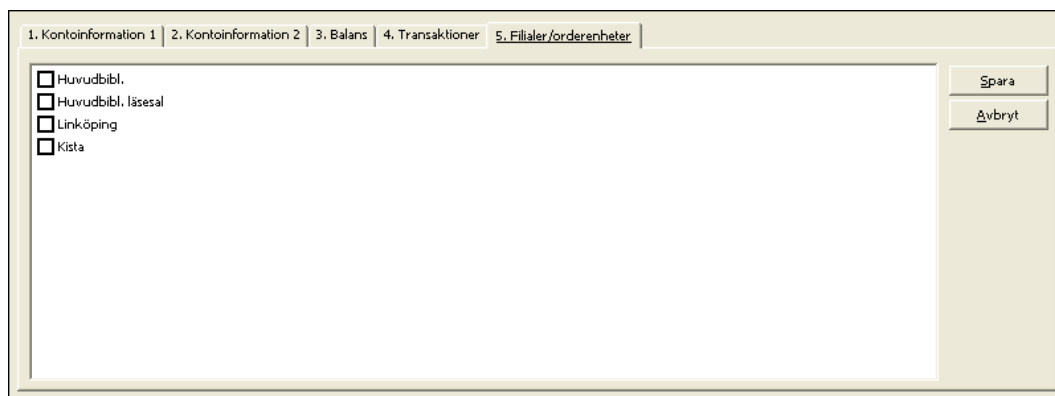 1. Kontoinformation 1 2. Kontoinformation 2 3. Balans 4. Transaktioner 5. Filialer/orderenheter
Huvudbibl.
Huvudbibl. läsesal
Linköping
Kista
Spara
Avbryt